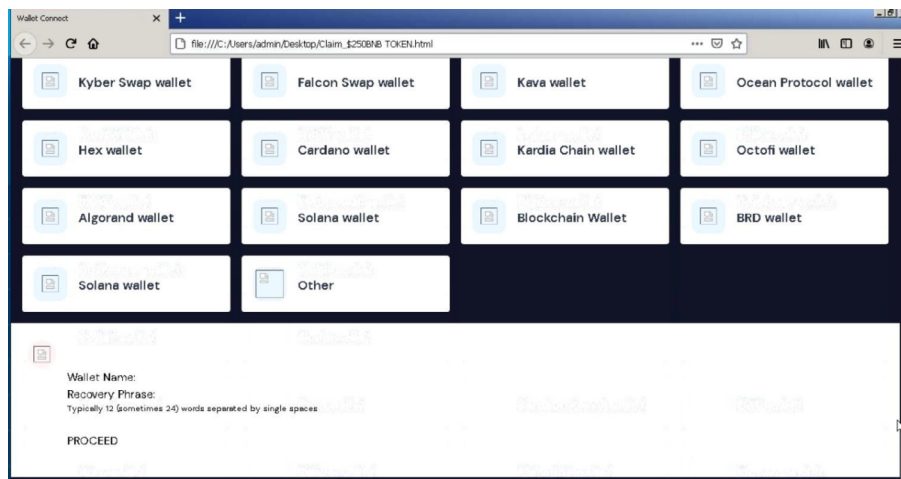 Wallet Connect
file:///C:/Users/admin/Desktop/Claim_$250BNB TOKEN.html
Kyber Swap wallet Falcon Swap wallet Kava wallet Ocean Protocol wallet
Hex wallet Cardano wallet Kardia Chain wallet Octofi wallet
Algorand wallet Solana wallet Blockchain Wallet BRD wallet
Solana wallet Other
Wallet Name:
Recovery Phrase:
Typically 12 (sometimes 24) words separated by single spaces
PROCEED